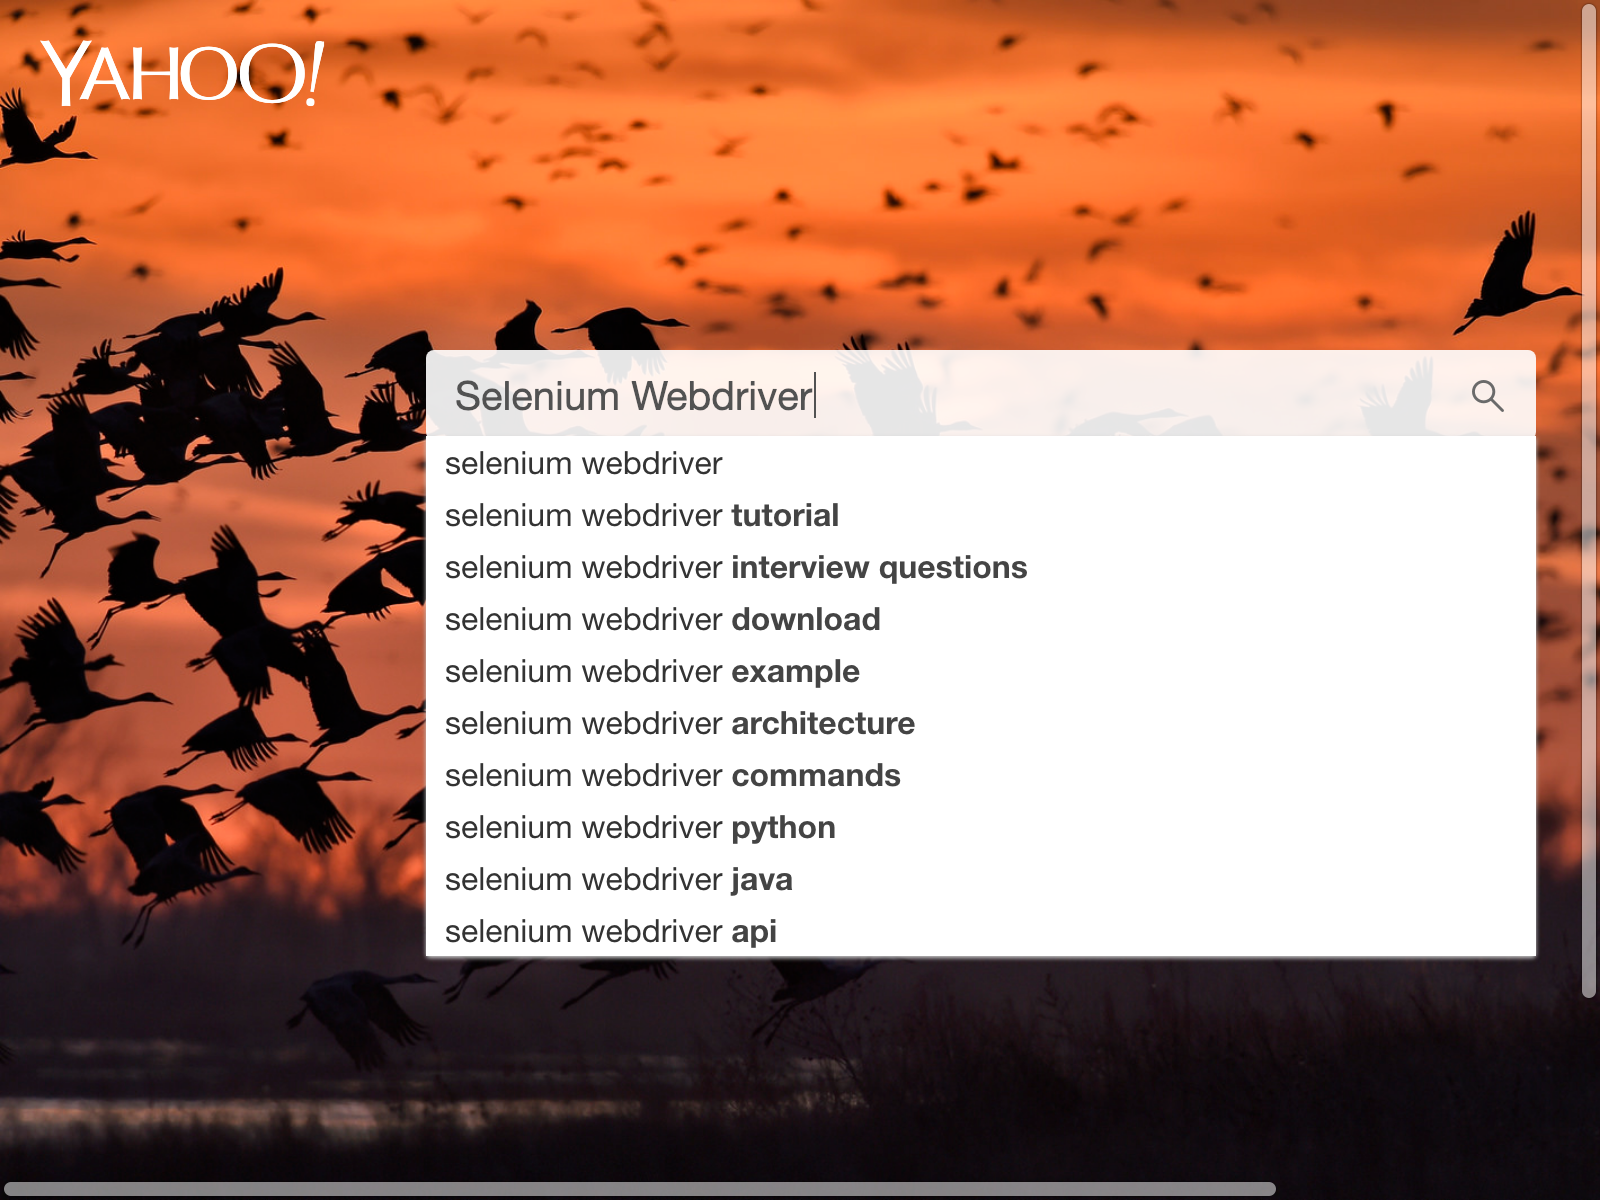 YAHOO!
Selenium Webdriver
selenium webdriver
selenium webdriver tutorial
selenium webdriver interview questions
selenium webdriver download
selenium webdriver example
selenium webdriver architecture
selenium webdriver commands
selenium webdriver python
selenium webdriver java
selenium webdriver api